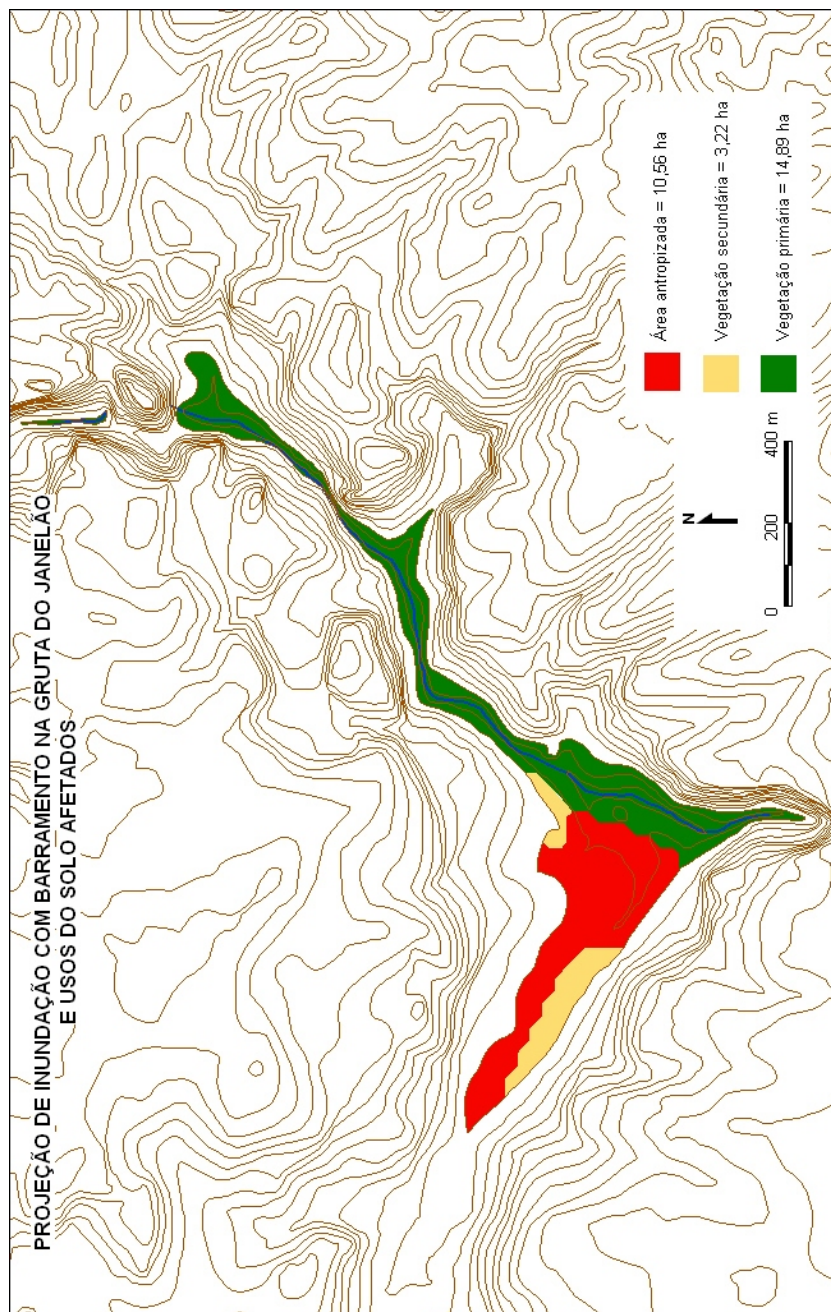 PROJEÇÃO DE INUNDAÇÃO COM BARRAMENTO NA GRUTA DO JANELÃO
E USOS DO SOLO AFETADOS
N
0 200 400 m
Área antropizada = 10,56 ha
Vegetação secundária = 3,22 ha
Vegetação primária = 14,89 ha